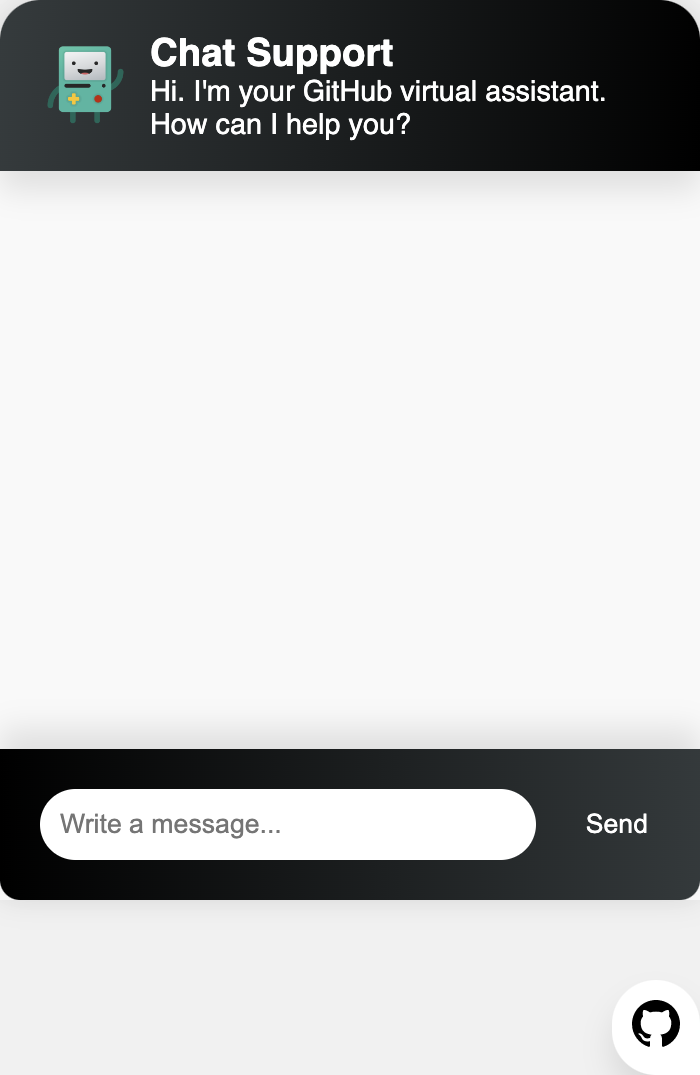 Chat Support
Hi. I'm your GitHub virtual assistant.
How can I help you?
Write a message...
Send